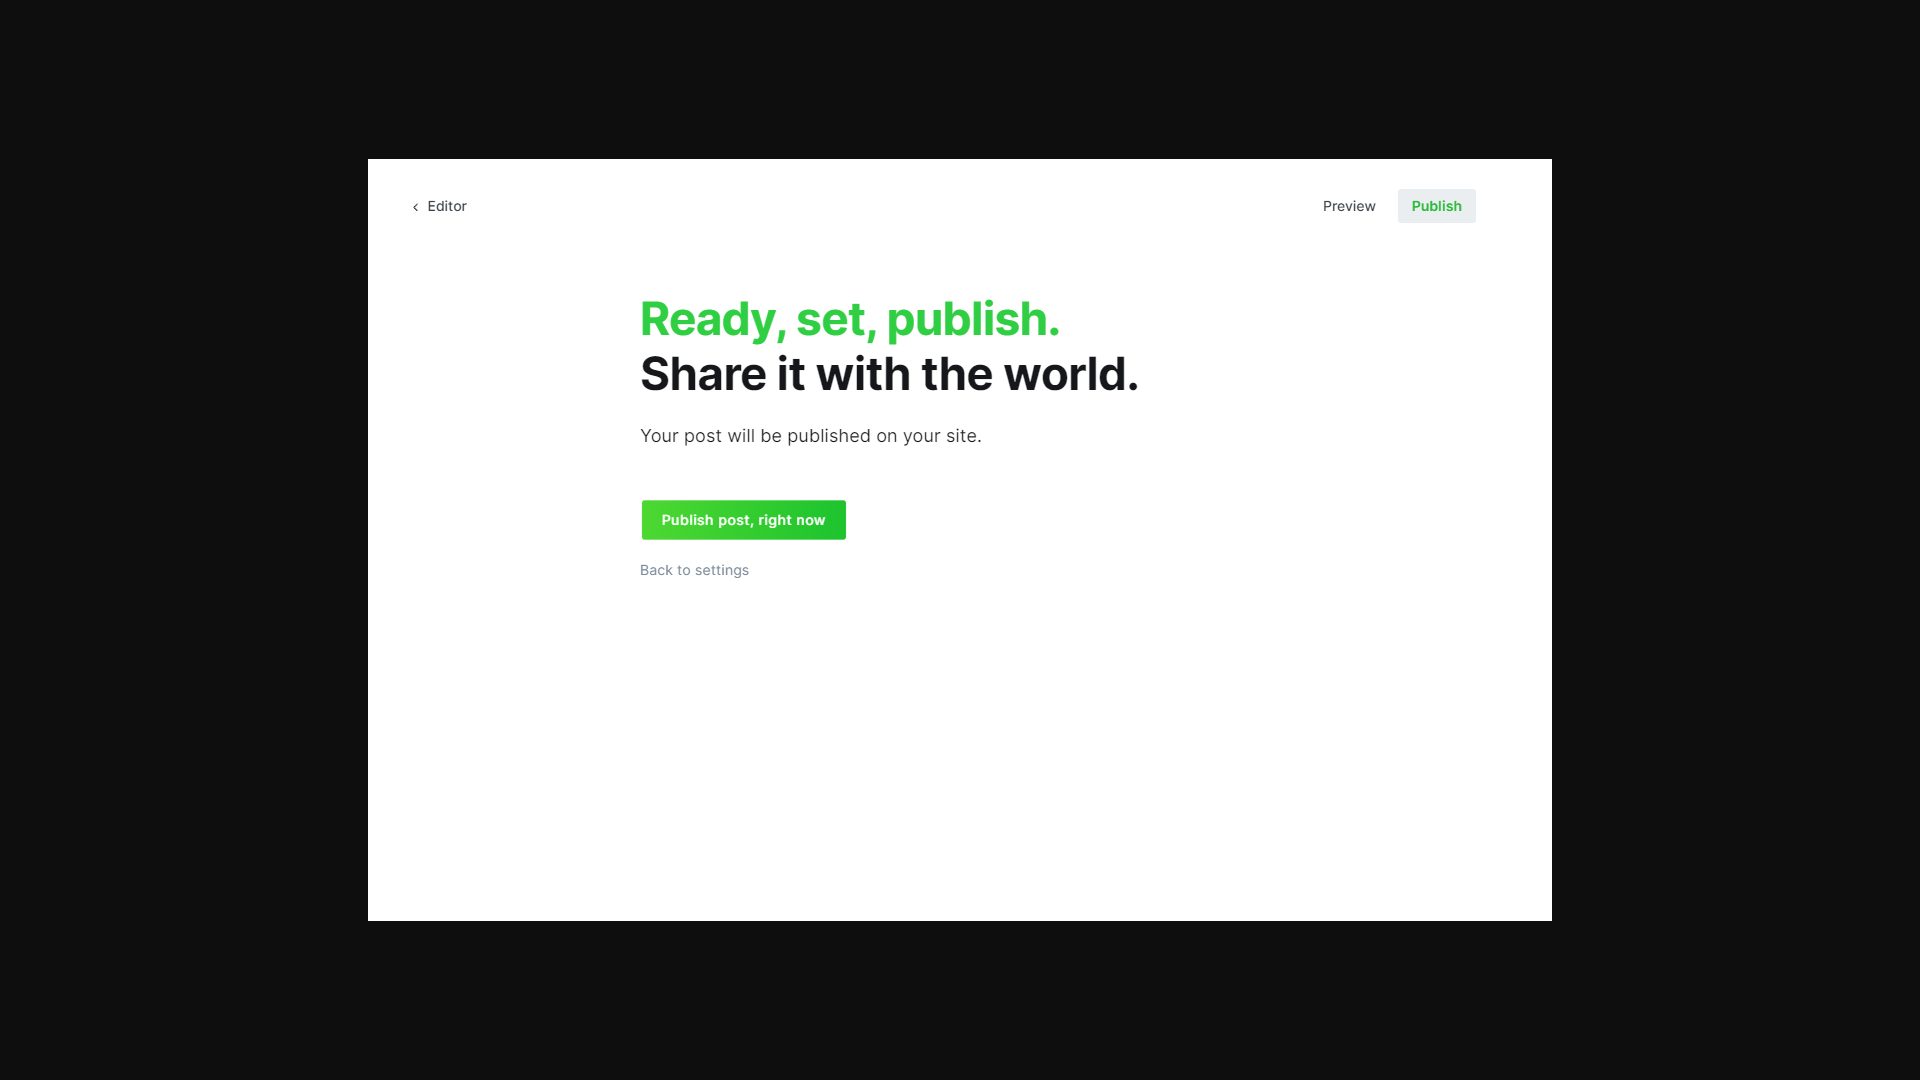 Editor
Preview
Publish
Ready, set, publish.
Share it with the world.
Your post will be published on your site.
Publish post, right now
Back to settings